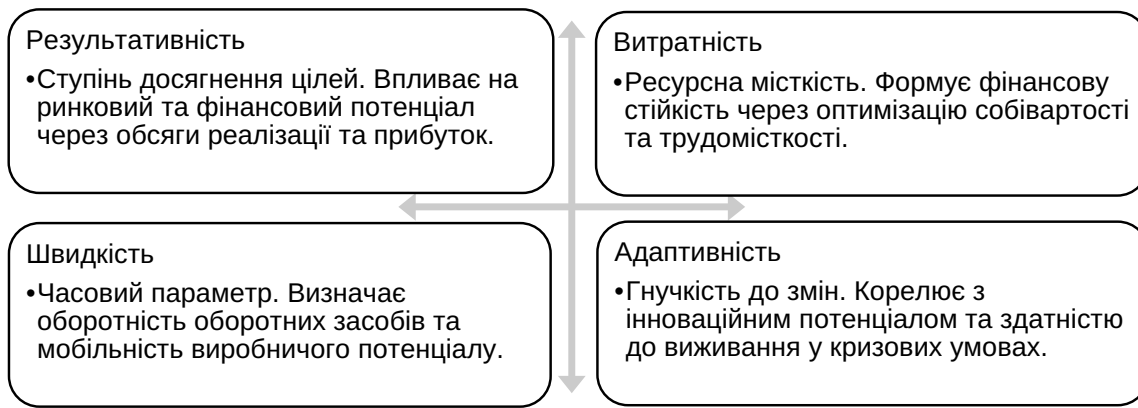 Результативність
•Ступінь досягнення цілей. Впливає на
ринковий та фінансовий потенціал
через обсяги реалізації та прибуток.
Витратність
•Ресурсна місткість. Формує фінансову
стійкість через оптимізацію собівартості
та трудомісткості.
Швидкість
•Часовий параметр. Визначає
оборотність оборотних засобів та
мобільність виробничого потенціалу.
Адаптивність
•Гнучкість до змін. Корелює з
інноваційним потенціалом та здатністю
до виживання у кризових умовах.